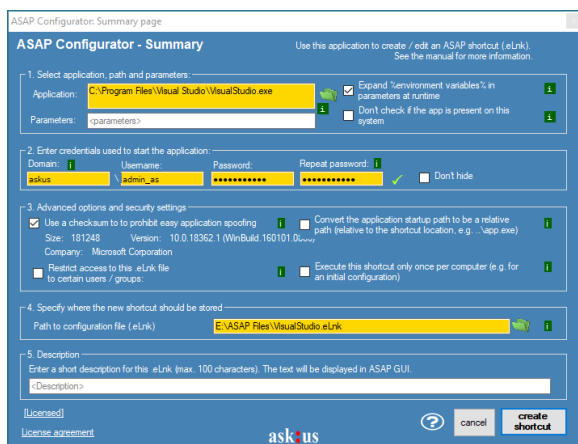 ASAP Configurator: Summary page
ASAP Configurator - Summary
Use this application to create / edit an ASAP shortcut (.eLnk).
See the manual for more information.
1. Select application, path and parameters:
Application:
C:\Program Files\Visual Studio\VisualStudio.exe
Expand %environment variables% in
parameters at runtime
i
i
Parameters:
<parameters>
Don't check if the app is present on this
system
i
2. Enter credentials used to start the application:
Domain:
i
Username:
Password:
Repeat password:
i
askus
\
admin_as
•••••••••••
•••••••••••
✓
Don't hide
3. Advanced options and security settings
Use a checksum to to prohibit easy application spoofing
i
Convert the application startup path to be a relative
path (relative to the shortcut location, e.g. ..\app.exe)
i
Size: 181248 Version: 10.0.18362.1 (WinBuild.160101.0800)
Company: Microsoft Corporation
Restrict access to this .eLnk file
to certain users / groups:
i
Execute this shortcut only once per computer (e.g. for
an initial configuration)
i
4. Specify where the new shortcut should be stored
Path to configuration file (.eLnk)
E:\ASAP Files\VisualStudio.eLnk
i
5. Description
Enter a short description for this .eLnk (max. 100 characters). The text will be displayed in ASAP GUI.
<Description>
[Licensed]
License agreement
ask:us
?
cancel
create
shortcut